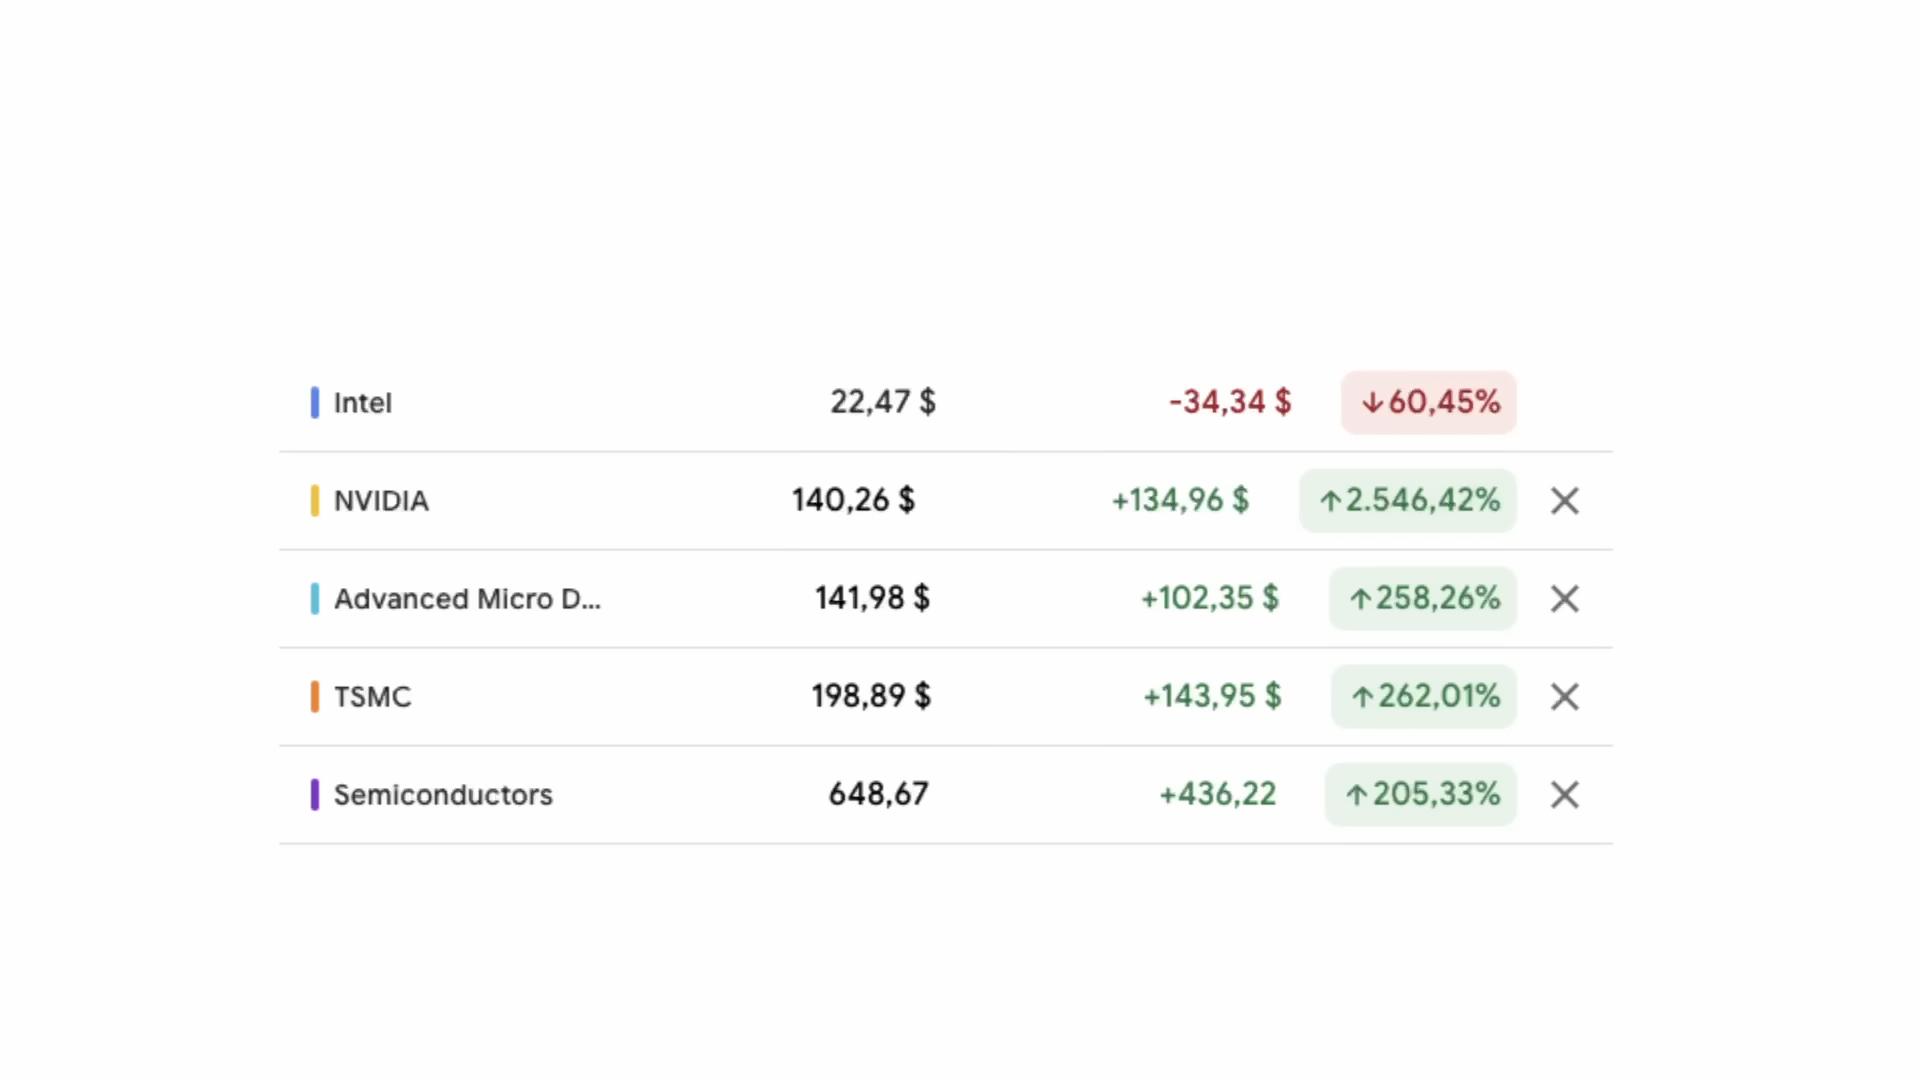 Intel 22,47 $ -34,34 $ ↓60,45%
NVIDIA 140,26 $ +134,96 $ ↑2.546,42%
Advanced Micro D... 141,98 $ +102,35 $ ↑258,26%
TSMC 198,89 $ +143,95 $ ↑262,01%
Semiconductors 648,67 +436,22 ↑205,33%